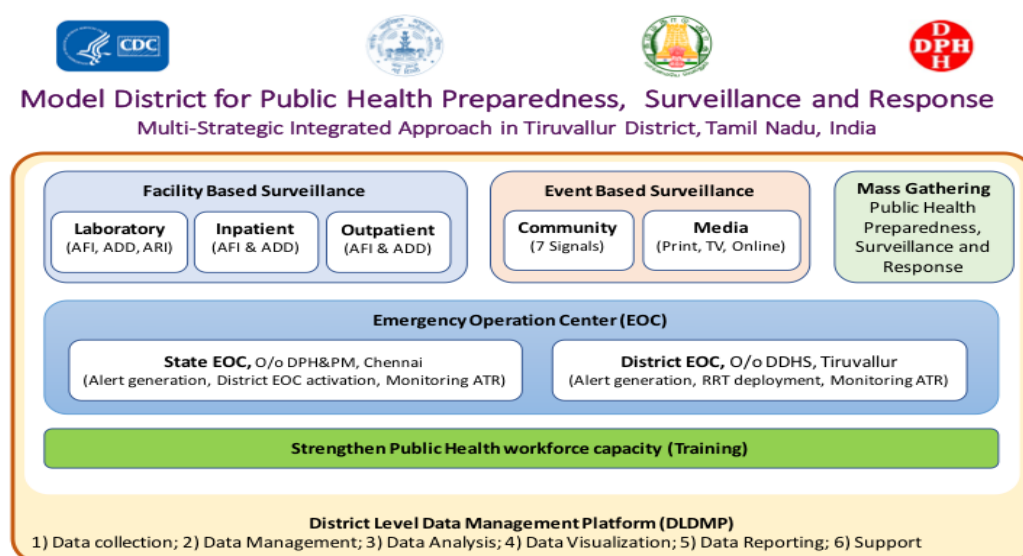 CDC
D
DPH
H
Model District for Public Health Preparedness, Surveillance and Response
Multi-Strategic Integrated Approach in Tiruvallur District, Tamil Nadu, India
Facility Based Surveillance
Laboratory
(AFI, ADD, ARI)
Inpatient
(AFI & ADD)
Outpatient
(AFI & ADD)
Event Based Surveillance
Community
(7 Signals)
Media
(Print, TV, Online)
Mass Gathering
Public Health
Preparedness,
Surveillance and
Response
Emergency Operation Center (EOC)
State EOC, O/o DPH&PM, Chennai
(Alert generation, District EOC activation, Monitoring ATR)
District EOC, O/o DDHS, Tiruvallur
(Alert generation, RRT deployment, Monitoring ATR)
Strengthen Public Health workforce capacity (Training)
District Level Data Management Platform (DLDMP)
1) Data collection; 2) Data Management; 3) Data Analysis; 4) Data Visualization; 5) Data Reporting; 6) Support